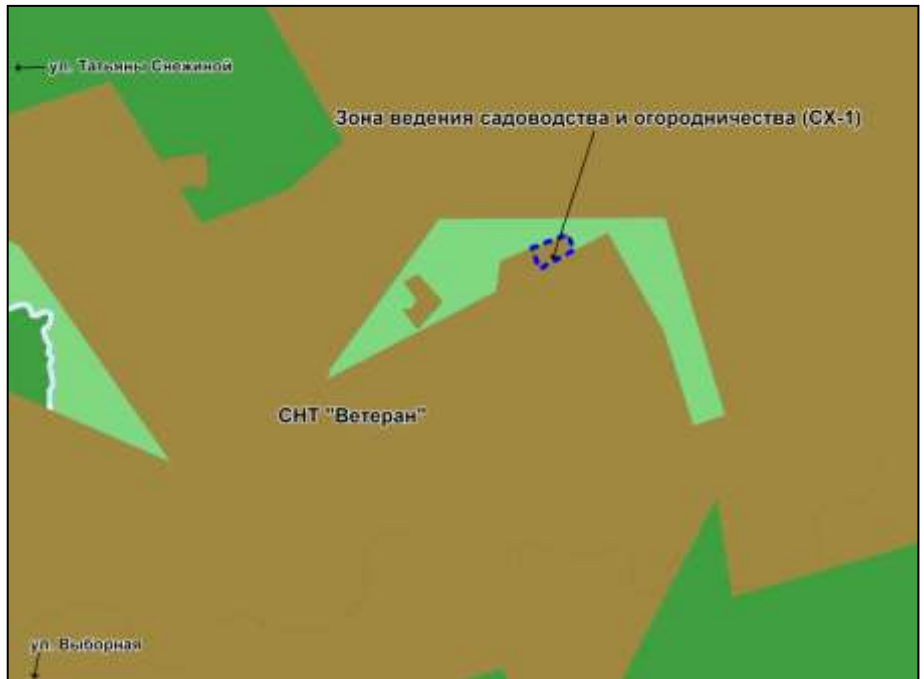 ул. Татьяны Снежиной
Зона ведения садоводства и огородничества (СХ-1)
СНТ "Ветеран"
ул. Выборная